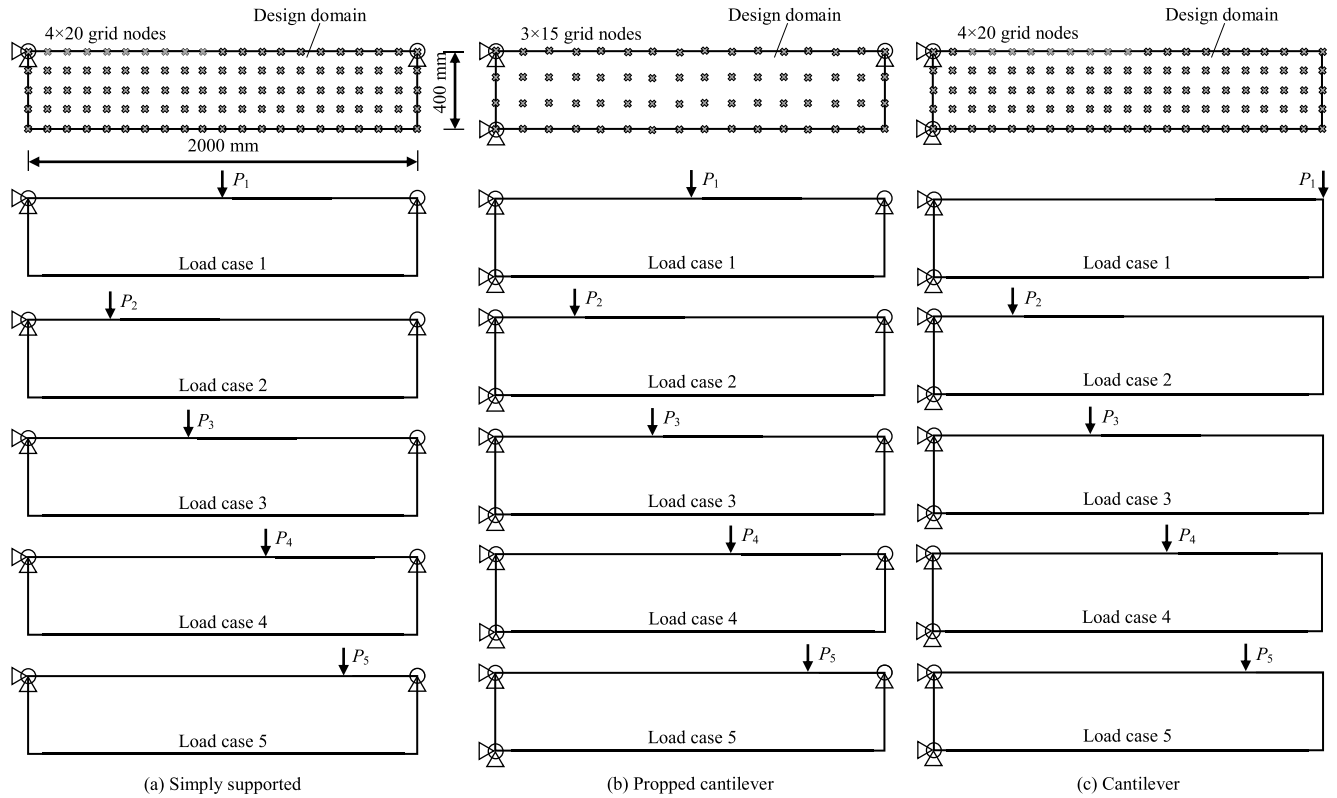 Design domain
4×20 grid nodes
400 mm
2000 mm
P1
Load case 1
P2
Load case 2
P3
Load case 3
P4
Load case 4
P5
Load case 5
(a) Simply supported
Design domain
3×15 grid nodes
P1
Load case 1
P2
Load case 2
P3
Load case 3
P4
Load case 4
P5
Load case 5
(b) Propped cantilever
Design domain
4×20 grid nodes
P1
Load case 1
P2
Load case 2
P3
Load case 3
P4
Load case 4
P5
Load case 5
(c) Cantilever